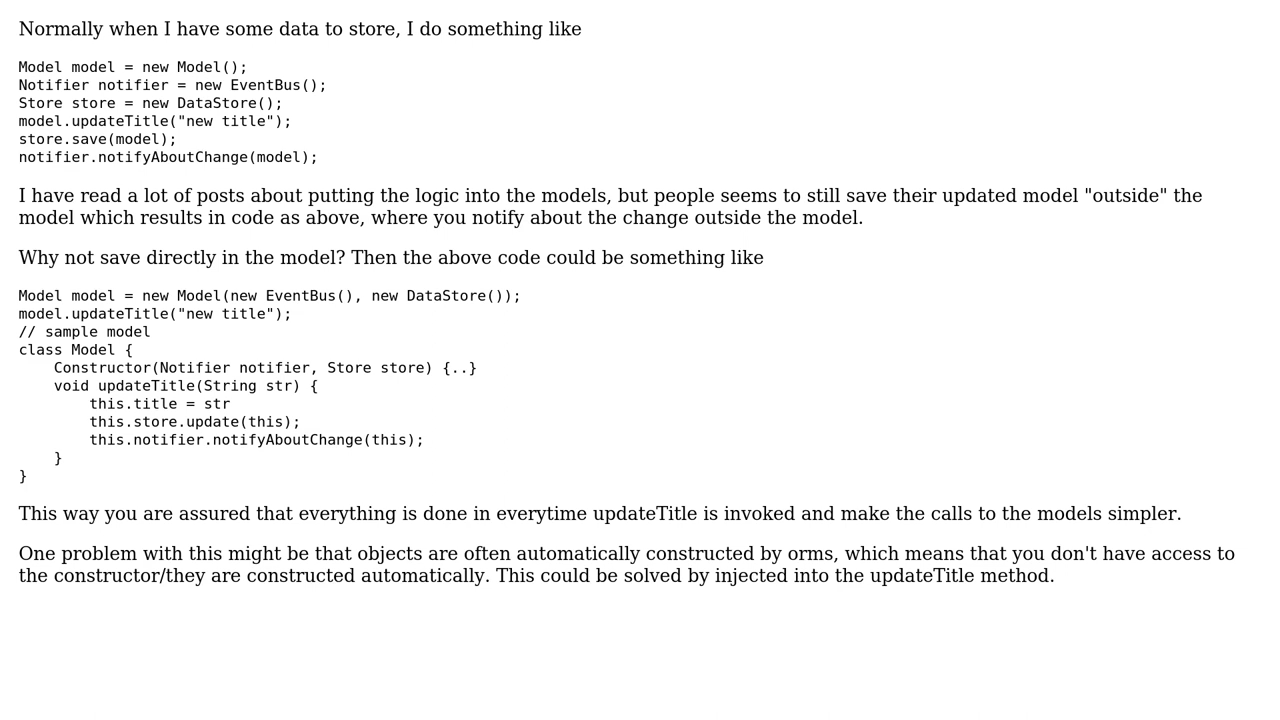 Normally when I have some data to store, I do something like
Model model = new Model();
Notifier notifier = new EventBus();
Store store = new DataStore();
model.updateTitle("new title");
store.save(model);
notifier.notifyAboutChange(model);
I have read a lot of posts about putting the logic into the models, but people seems to still save their updated model "outside" the
model which results in code as above, where you notify about the change outside the model.
Why not save directly in the model? Then the above code could be something like
Model model = new Model(new EventBus(), new DataStore());
model.updateTitle("new title");
// sample model
class Model {
    Constructor(Notifier notifier, Store store) {..}
    void updateTitle(String str) {
        this.title = str
        this.store.update(this);
        this.notifier.notifyAboutChange(this);
    }
}
This way you are assured that everything is done in everytime updateTitle is invoked and make the calls to the models simpler.
One problem with this might be that objects are often automatically constructed by orms, which means that you don't have access to
the constructor/they are constructed automatically. This could be solved by injected into the updateTitle method.